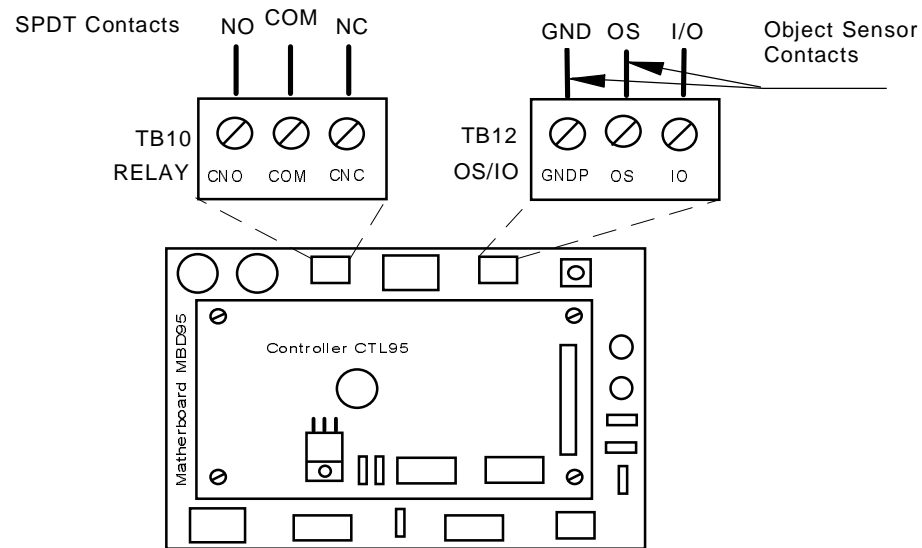 SPDT Contacts
NO COM NC
GND OS I/O
Object Sensor
Contacts
TB10
RELAY
CNO COM CNC
TB12
OS/IO
GNDP OS IO
Matherboard MBD95
Controller CTL95